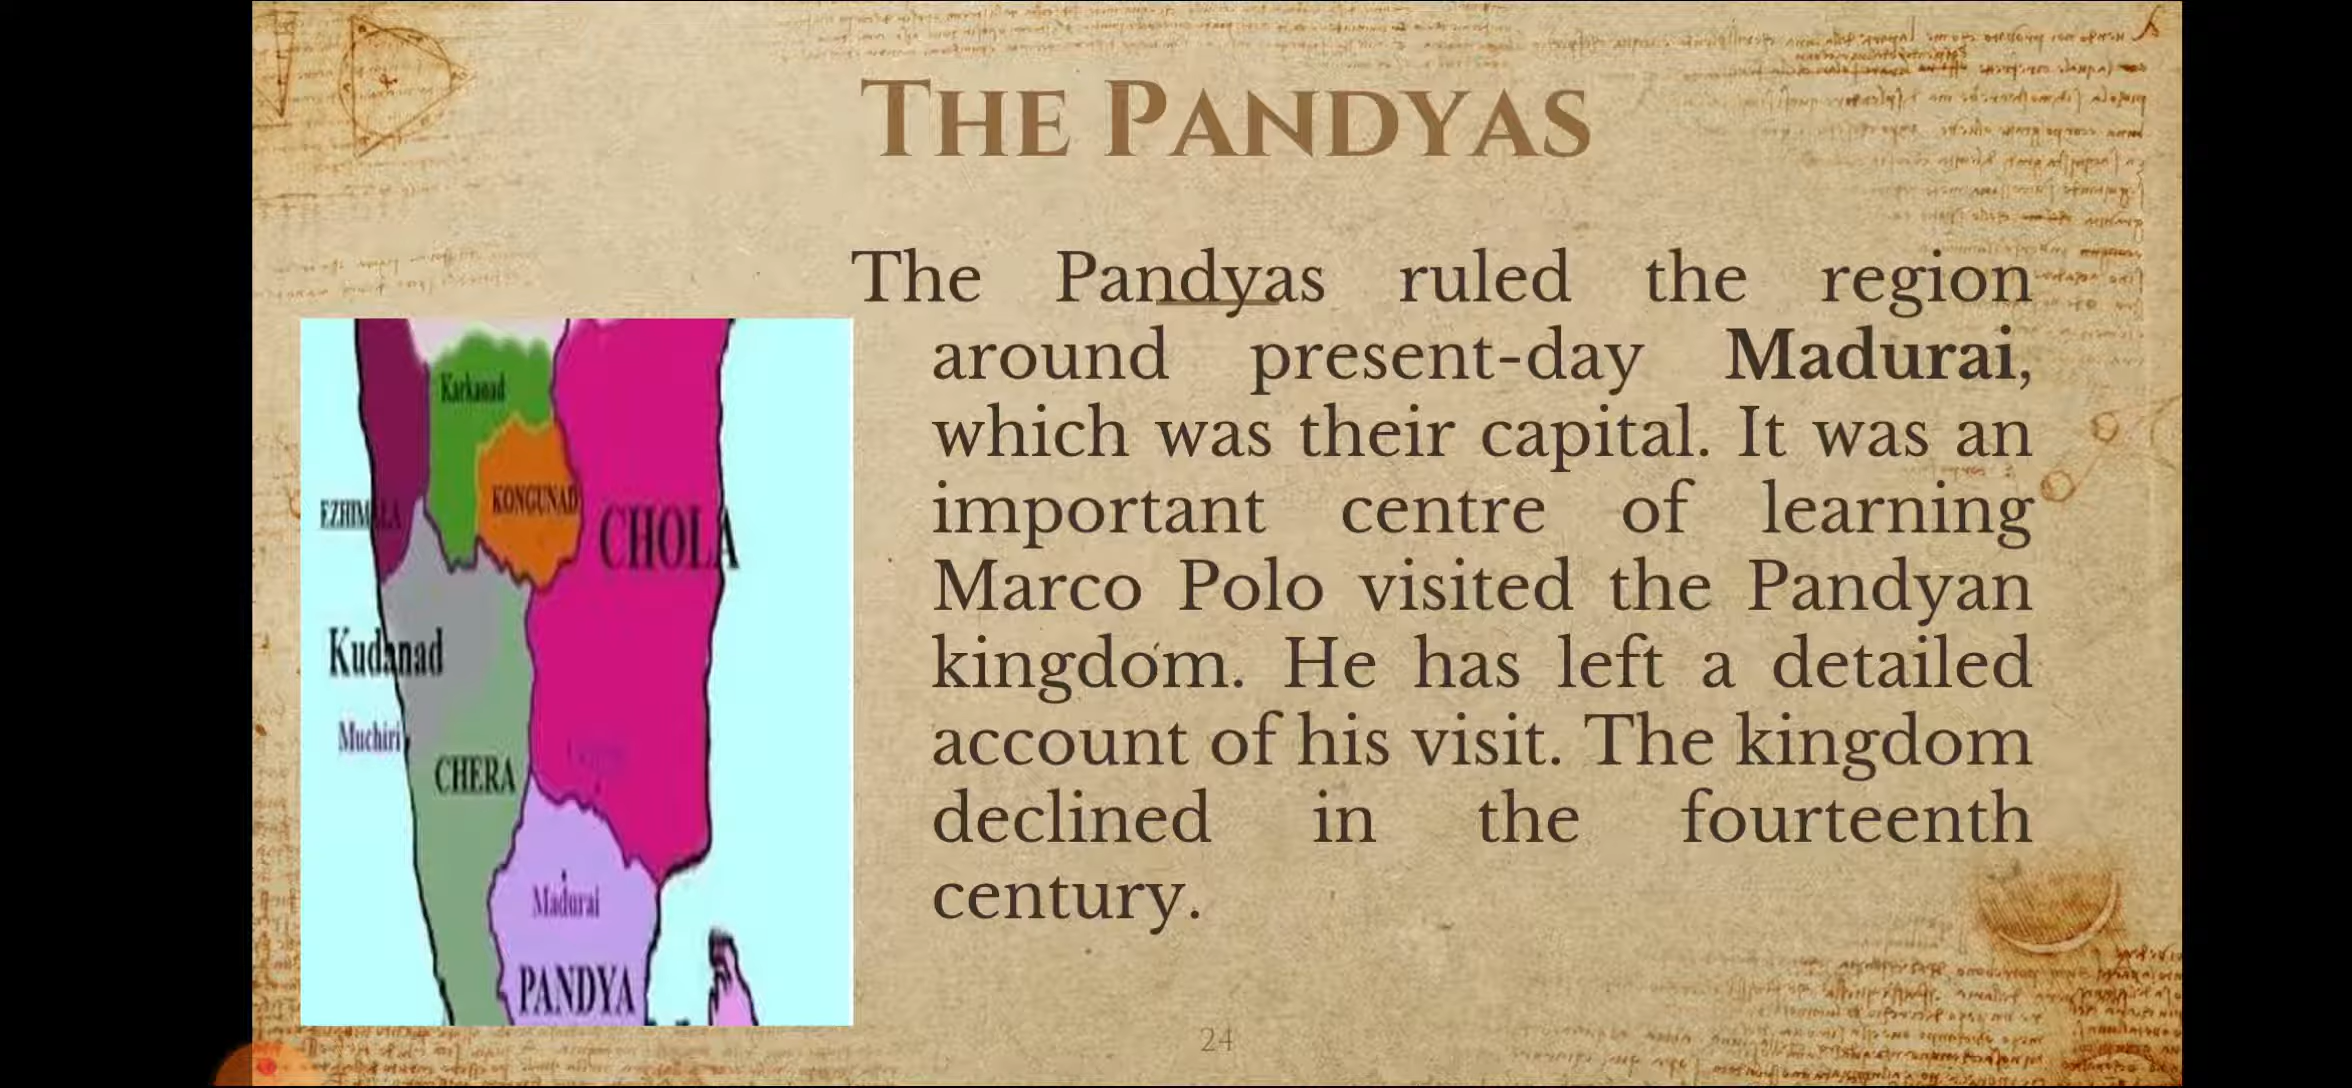 THE PANDYAS
The Pandyas ruled the region
around present-day Madurai,
which was their capital. It was an
important centre of learning
Marco Polo visited the Pandyan
kingdom. He has left a detailed
account of his visit. The kingdom
declined in the fourteenth
century.
Karkanad
KONGUNAD
EZHIMALA
CHOLA
Kudanad
Muchiri
CHERA
Madurai
PANDYA
24